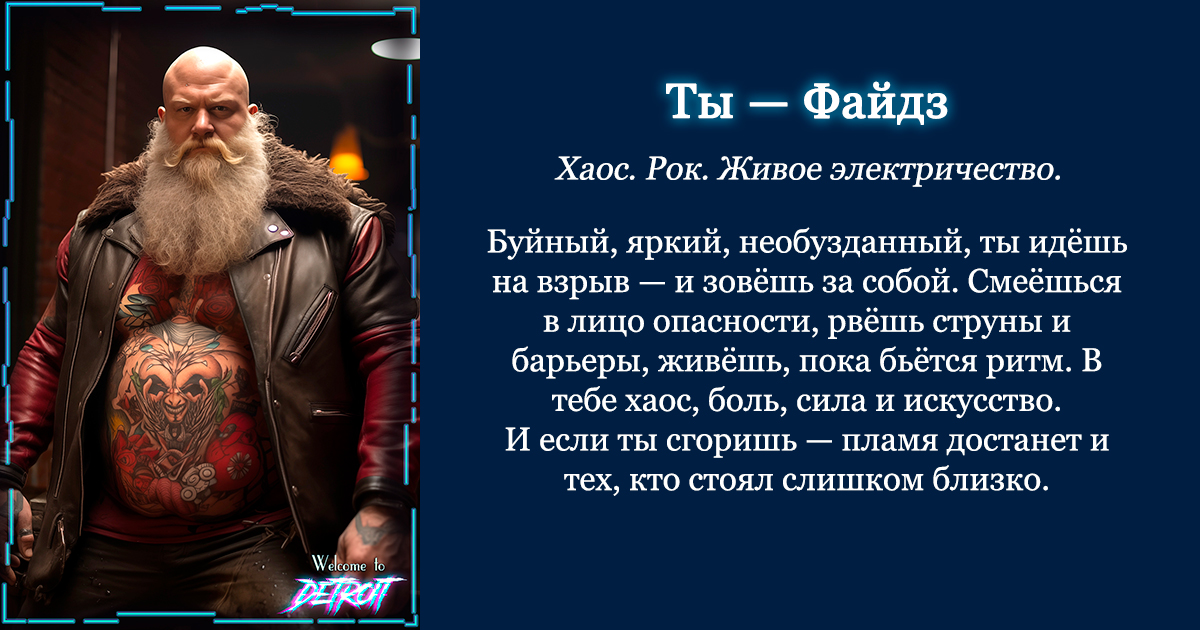 Ты — Файдз
Хаос. Рок. Живое электричество.
Буйный, яркий, необузданный, ты идёшь
на взрыв — и зовёшь за собой. Смеёшься
в лицо опасности, рвёшь струны и
барьеры, живёшь, пока бьётся ритм. В
тебе хаос, боль, сила и искусство.
И если ты сгоришь — пламя достанет и
тех, кто стоял слишком близко.
Welcome to
DETROIT